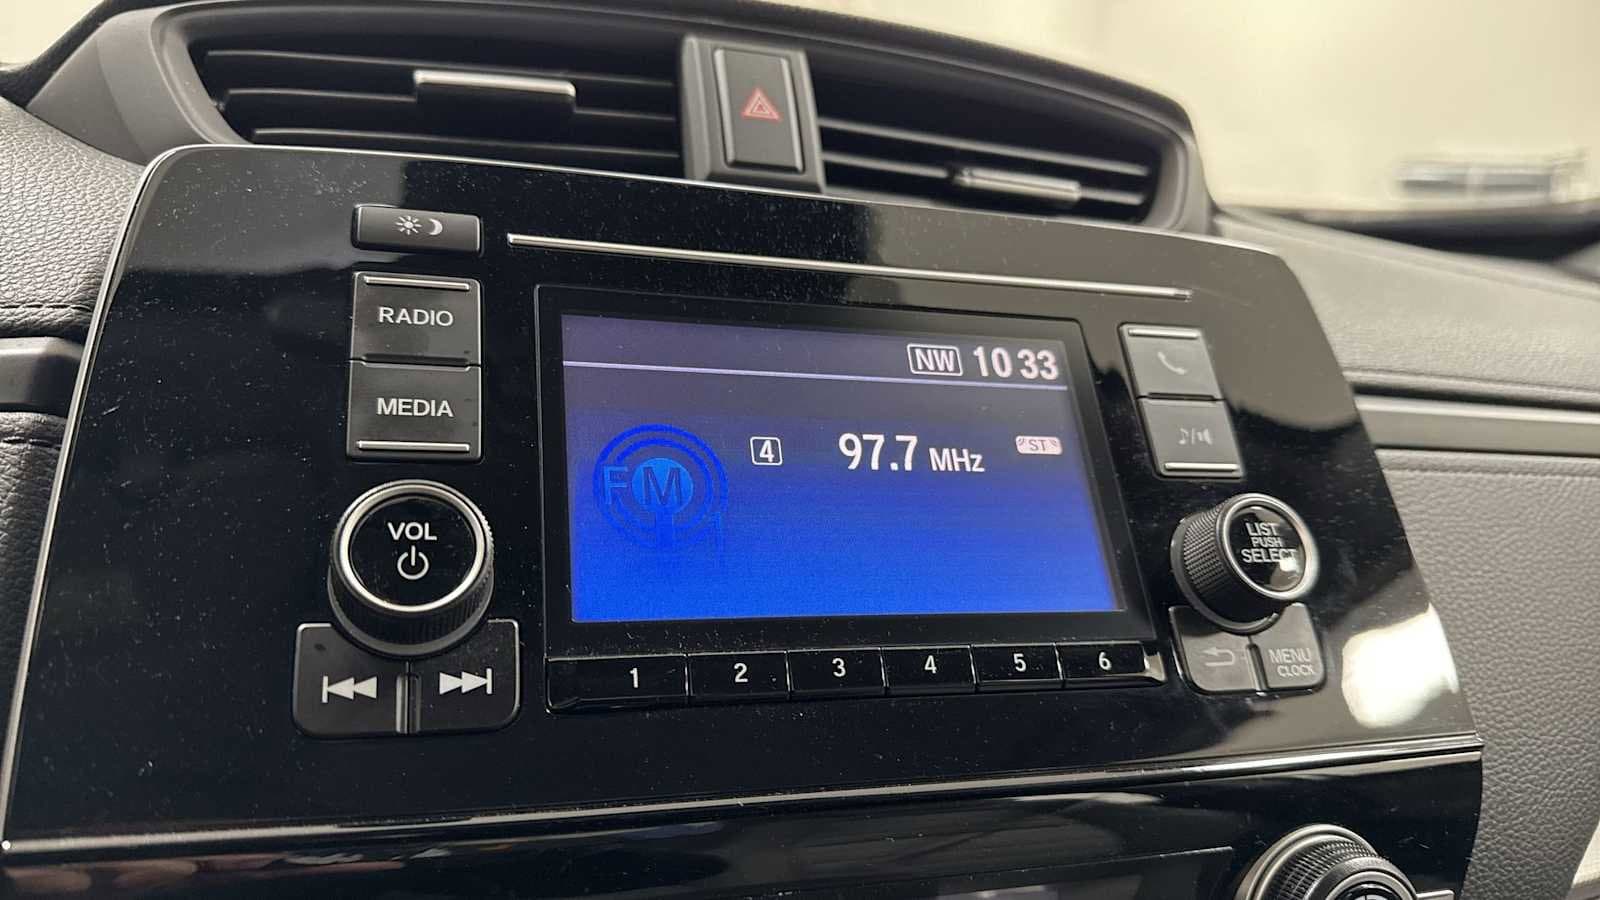 RADIO
MEDIA
VOL
NW 10 33
4 97.7 MHz ST
FM
1
LIST
PUSH
SELECT
MENU
CLOCK
1 2 3 4 5 6